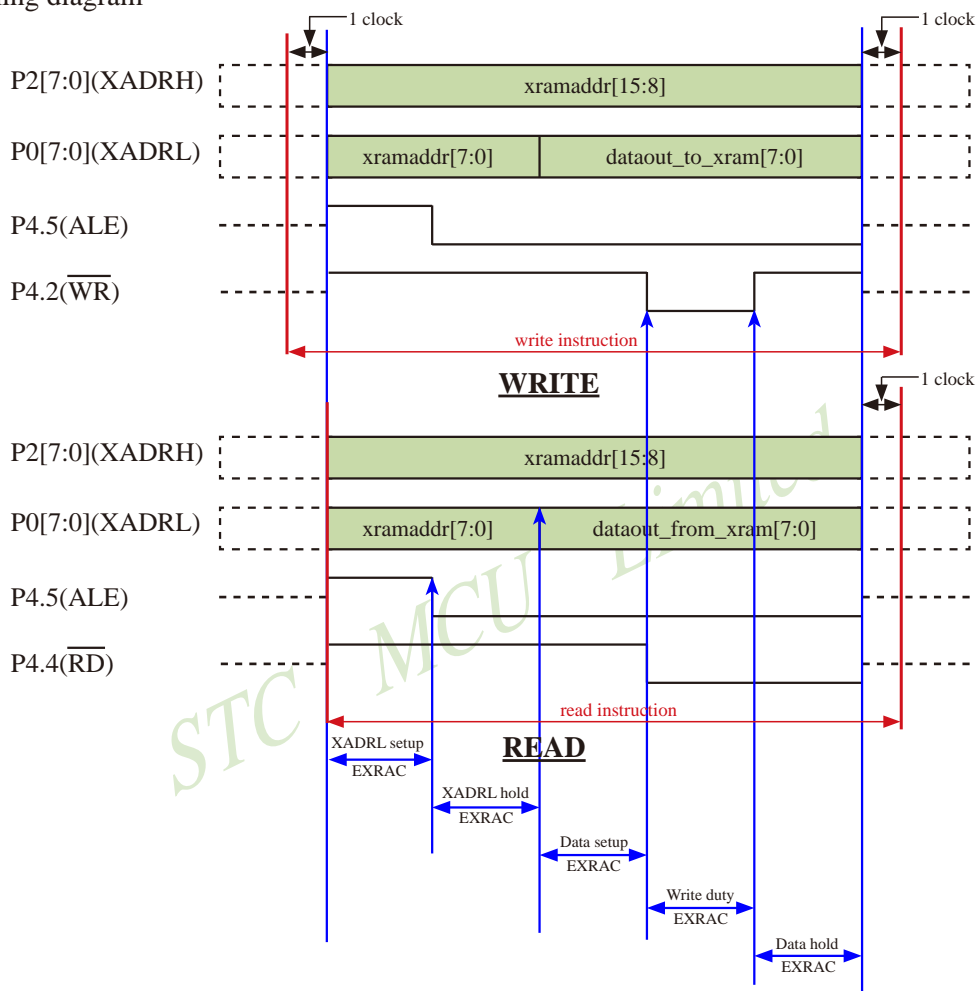 diagram
1 clock
1 clock
P2[7:0](XADRH)
xramaddr[15:8]
P0[7:0](XADRL)
xramaddr[7:0]
dataout_to_xram[7:0]
P4.5(ALE)
P4.2(WR)
write instruction
WRITE
1 clock
P2[7:0](XADRH)
xramaddr[15:8]
P0[7:0](XADRL)
xramaddr[7:0]
dataout_from_xram[7:0]
P4.5(ALE)
P4.4(RD)
read instruction
READ
STC MCU Limited
XADRL setup
EXRAC
XADRL hold
EXRAC
Data setup
EXRAC
Write duty
EXRAC
Data hold
EXRAC